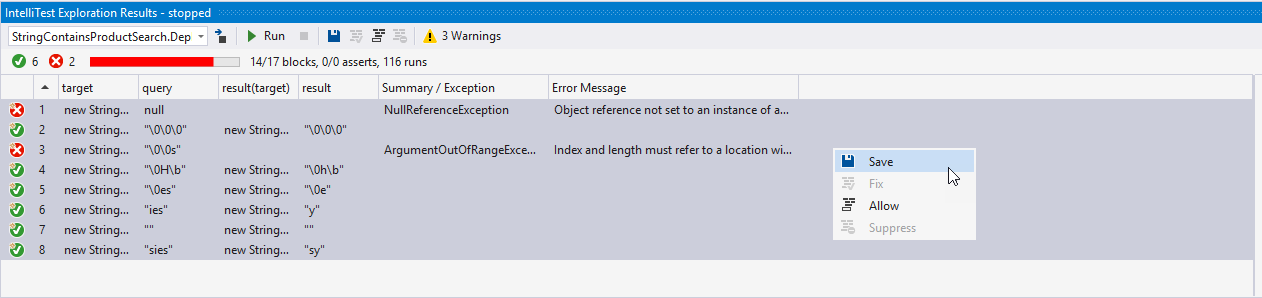 IntelliTest Exploration Results - stopped
StringContainsProductSearch.Dep Run 3 Warnings
6 2 14/17 blocks, 0/0 asserts, 116 runs
target query result(target) result Summary / Exception Error Message
1 new String... null NullReferenceException Object reference not set to an instance of a...
2 new String... "\0\0\0" new String... "\0\0\0"
3 new String... "\0\0s" ArgumentOutOfRangeExce... Index and length must refer to a location wi...
4 new String... "\0H\b" new String... "\0h\b"
5 new String... "\0es" new String... "\0e"
6 new String... "ies" new String... "y"
7 new String... "" new String... ""
8 new String... "sies" new String... "sy"
Save
Fix
Allow
Suppress